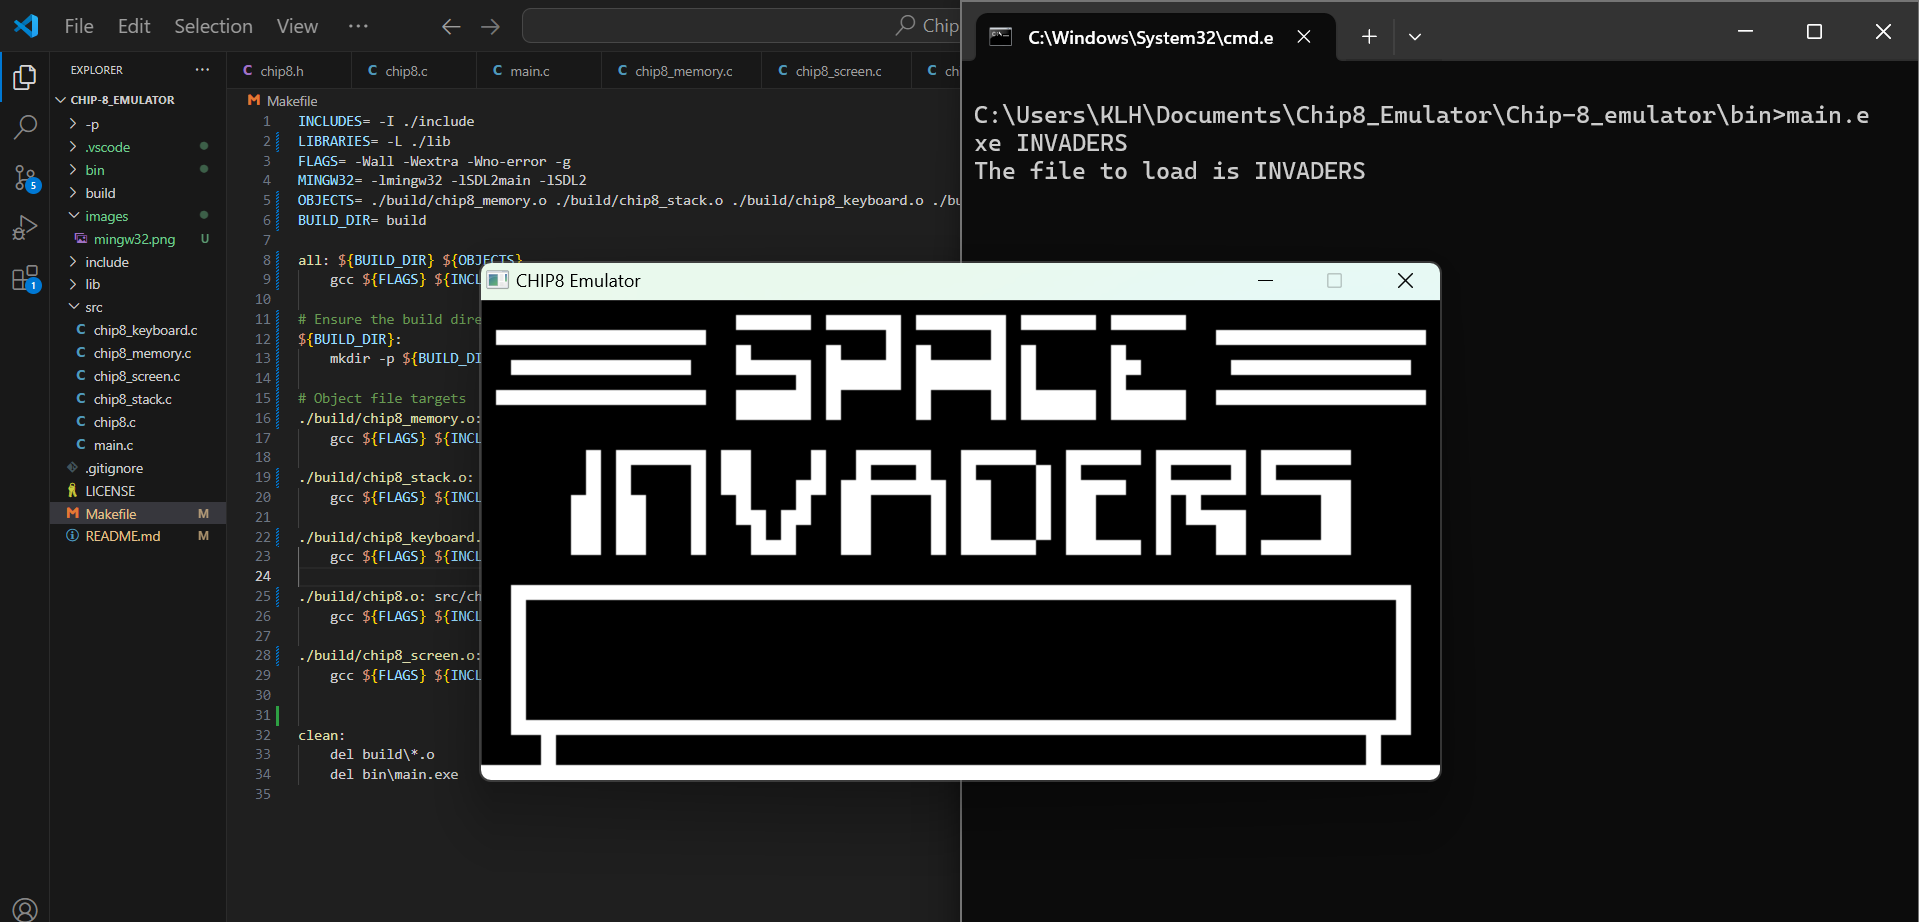 File Edit Selection View ···
Chip
EXPLORER ···
CHIP-8_EMULATOR
-p
.vscode
bin
build
images
mingw32.png U
include
lib
src
chip8_keyboard.c
chip8_memory.c
chip8_screen.c
chip8_stack.c
chip8.c
main.c
.gitignore
LICENSE
Makefile M
README.md M
5
1
C chip8.h C chip8.c C main.c C chip8_memory.c C chip8_screen.c C ch
M Makefile
1 INCLUDES= -I ./include
2 LIBRARIES= -L ./lib
3 FLAGS= -Wall -Wextra -Wno-error -g
4 MINGW32= -lmingw32 -lSDL2main -lSDL2
5 OBJECTS= ./build/chip8_memory.o ./build/chip8_stack.o ./build/chip8_keyboard.o ./bu
6 BUILD_DIR= build
7
8 all: ${BUILD_DIR} ${OBJECTS}
9 gcc ${FLAGS} ${INCL
10
11 # Ensure the build dire
12 ${BUILD_DIR}:
13 mkdir -p ${BUILD_DI
14
15 # Object file targets
16 ./build/chip8_memory.o:
17 gcc ${FLAGS} ${INCL
18
19 ./build/chip8_stack.o:
20 gcc ${FLAGS} ${INCL
21
22 ./build/chip8_keyboard.
23 gcc ${FLAGS} ${INCL
24
25 ./build/chip8.o: src/ch
26 gcc ${FLAGS} ${INCL
27
28 ./build/chip8_screen.o:
29 gcc ${FLAGS} ${INCL
30
31
32 clean:
33 del build\*.o
34 del bin\main.exe
35
C:\Windows\System32\cmd.e
C:\Users\KLH\Documents\Chip8_Emulator\Chip-8_emulator\bin>main.e
xe INVADERS
The file to load is INVADERS
CHIP8 Emulator
SPACE
INVADERS